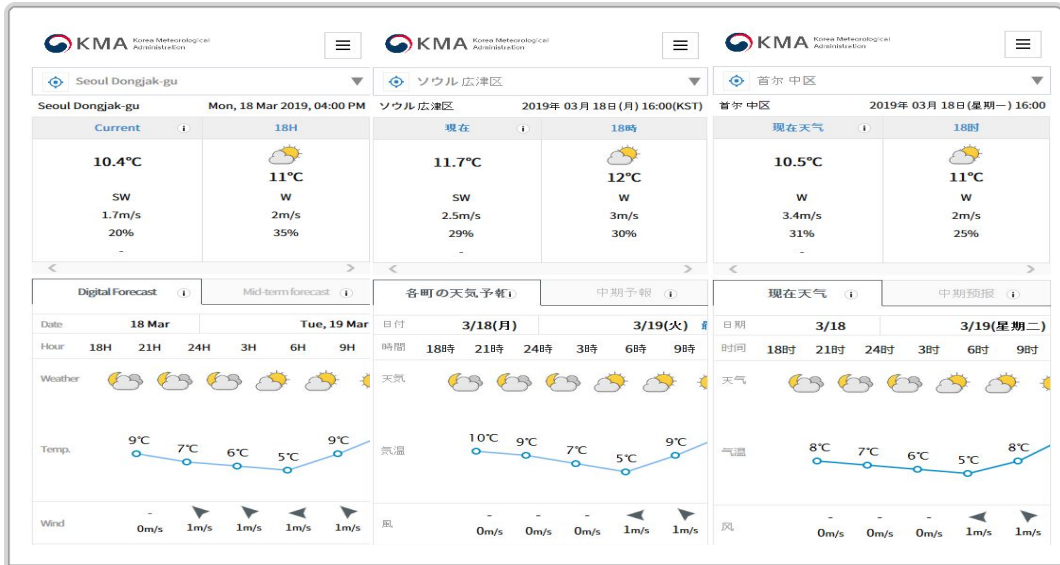 KMA Korea Meteorological Administration
Seoul Dongjak-gu
Seoul Dongjak-gu Mon, 18 Mar 2019, 04:00 PM
Current i 18H
10.4°C
11°C
SW W
1.7m/s 2m/s
20% 35%
-
< >
Digital Forecast i Mid-term forecast i
Date 18 Mar Tue, 19 Mar
Hour 18H 21H 24H 3H 6H 9H
Weather
Temp. 9℃ 7℃ 6℃ 5℃ 9℃
Wind - 0m/s 1m/s 1m/s 1m/s 1m/s
KMA Korea Meteorological Administration
ソウル 広津区
ソウル 広津区 2019年 03月 18日(月) 16:00(KST)
現在 i 18時
11.7°C
12°C
SW W
2.5m/s 3m/s
29% 30%
-
< >
各町の天気予報 i 中期予報 i
日付 3/18(月) 3/19(火)
時間 18時 21時 24時 3時 6時 9時
天気
気温 10℃ 9℃ 7℃ 5℃ 9℃
風 - - - 0m/s 0m/s 0m/s 1m/s 1m/s
KMA Korea Meteorological Administration
首尔 中区
首尔 中区 2019年 03月 18日(星期一) 16:00
现在天气 i 18时
10.5°C
11°C
W W
3.4m/s 2m/s
31% 25%
-
< >
现在天气 i 中期预报 i
日期 3/18 3/19(星期二)
时间 18时 21时 24时 3时 6时 9时
天气
气温 8℃ 7℃ 6℃ 5℃ 8℃
风 - - - 0m/s 0m/s 0m/s 1m/s 1m/s